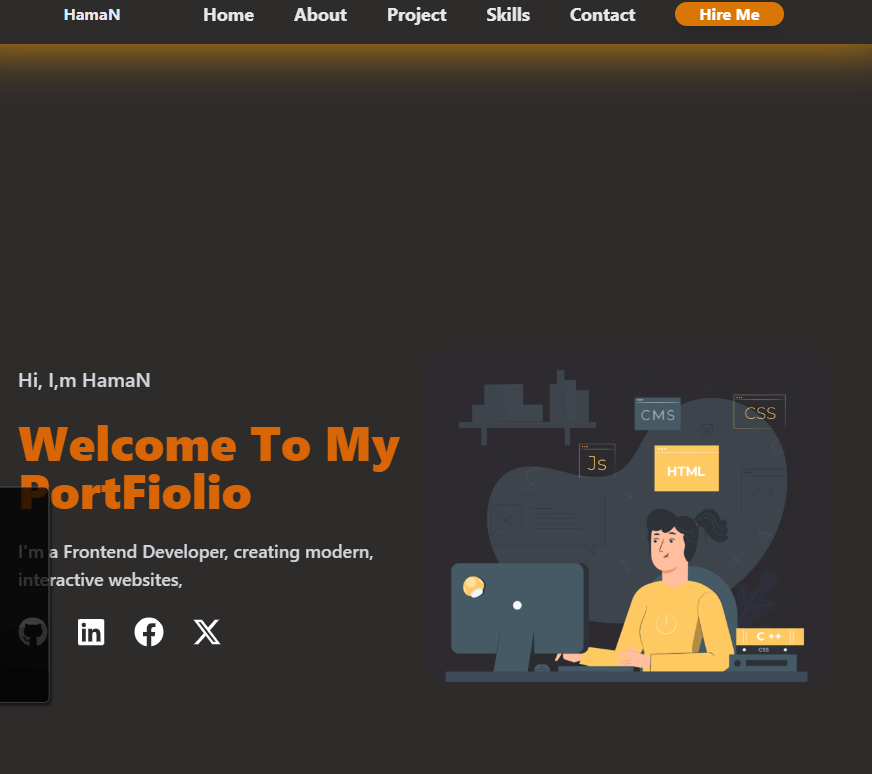 HamaN
Home
About
Project
Skills
Contact
Hire Me
Hi, I,m HamaN
Welcome To My
PortFiolio
I'm a Frontend Developer, creating modern,
interactive websites,
CMS
CSS
Js
HTML
C ++
CSS